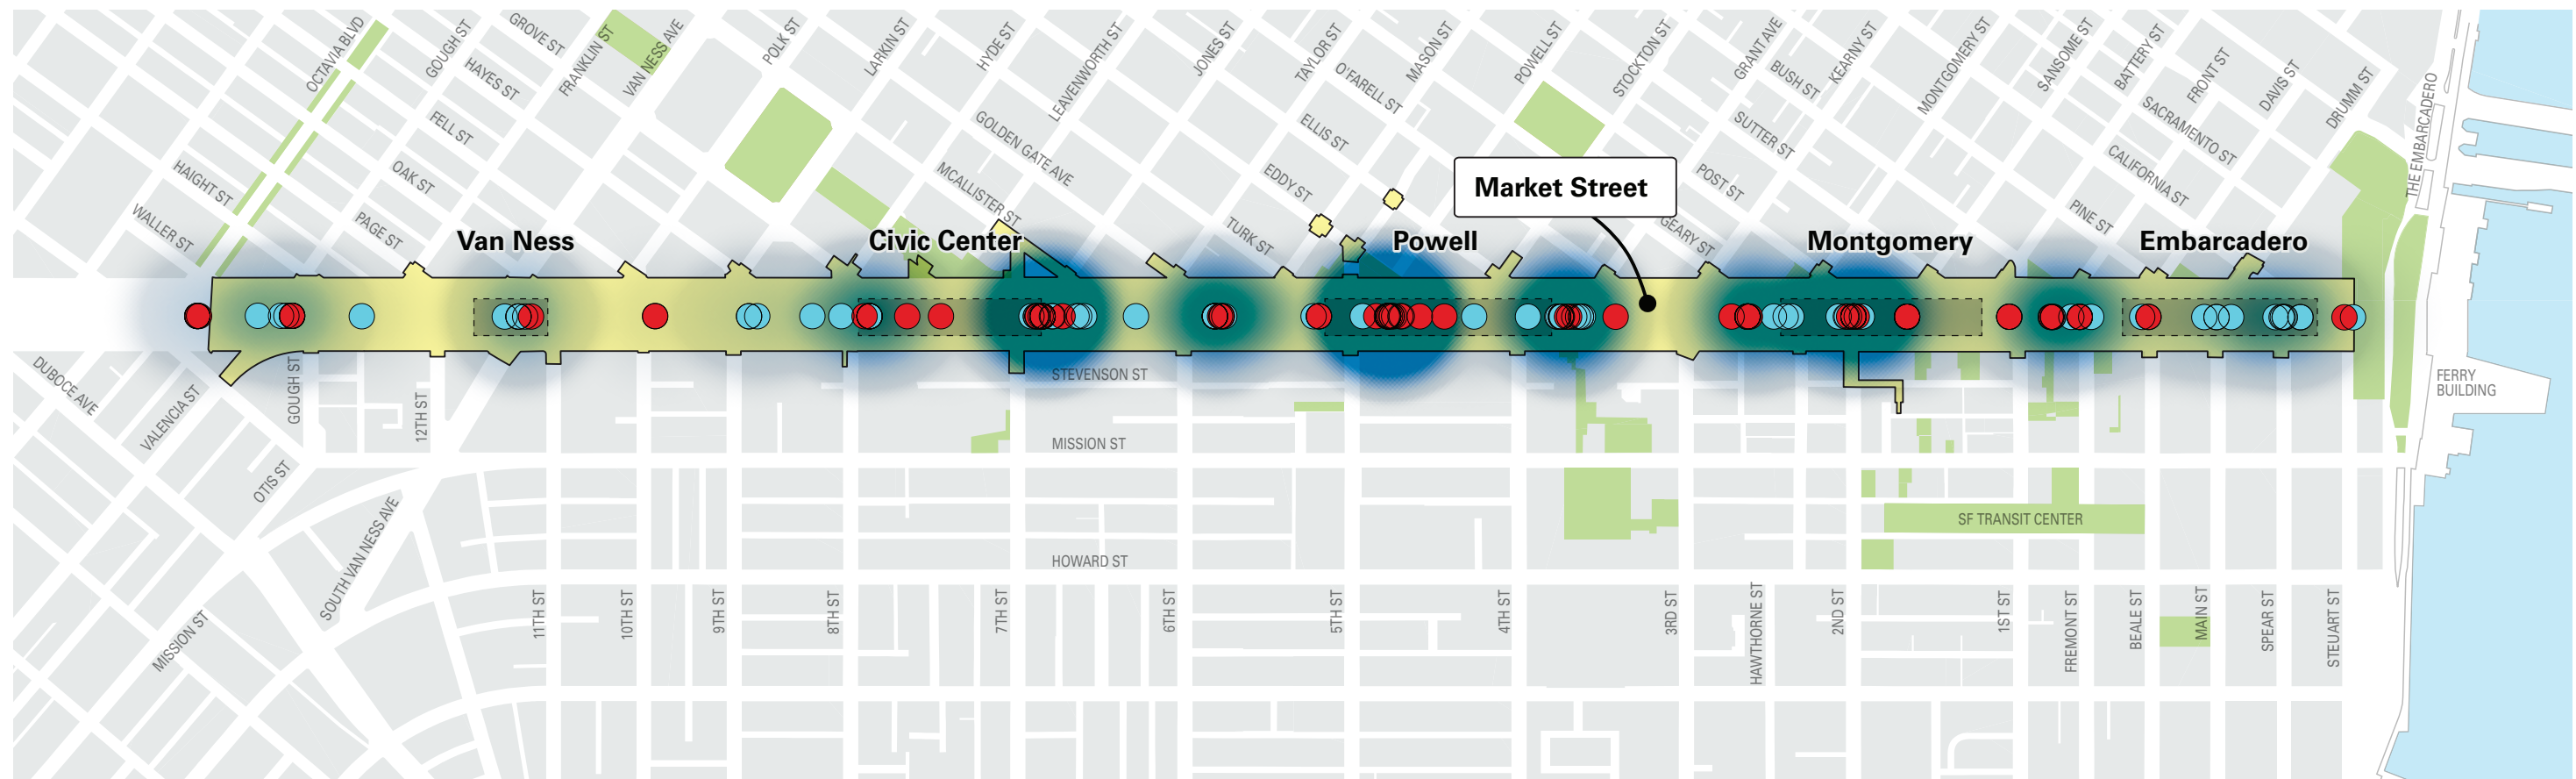 OCTAVIA BLVD
GOUGH ST
GROVE ST
HAYES ST
FRANKLIN ST
VAN NESS AVE
POLK ST
LARKIN ST
HYDE ST
LEAVENWORTH ST
JONES ST
TAYLOR ST
O'FARELL ST
MASON ST
POWELL ST
STOCKTON ST
GRANT AVE
BUSH ST
KEARNY ST
MONTGOMERY ST
SANSOME ST
BATTERY ST
FRONT ST
DAVIS ST
DRUMM ST
THE EMBARCADERO
FELL ST
OAK ST
HAIGHT ST
PAGE ST
WALLER ST
GOLDEN GATE AVE
MCALLISTER ST
ELLIS ST
EDDY ST
TURK ST
SUTTER ST
POST ST
GEARY ST
SACRAMENTO ST
CALIFORNIA ST
PINE ST
Market Street
Van Ness
Civic Center
Powell
Montgomery
Embarcadero
DUBOCE AVE
VALENCIA ST
GOUGH ST
12TH ST
OTIS ST
SOUTH VAN NESS AVE
MISSION ST
STEVENSON ST
MISSION ST
HOWARD ST
FERRY
BUILDING
SF TRANSIT CENTER
11TH ST
10TH ST
9TH ST
8TH ST
7TH ST
6TH ST
5TH ST
4TH ST
3RD ST
HAWTHORNE ST
2ND ST
1ST ST
FREMONT ST
BEALE ST
MAIN ST
SPEAR ST
STEUART ST